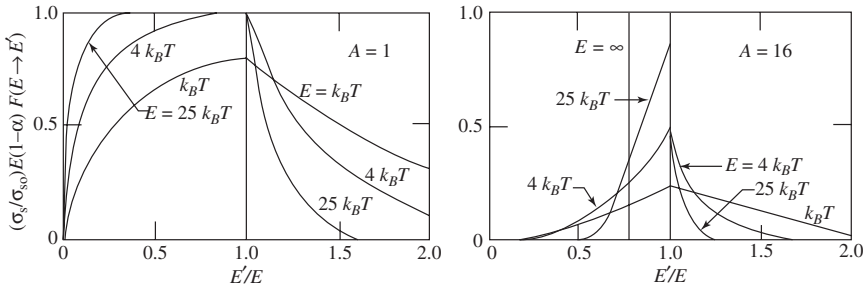 (σs/σso)E(1–α) F(E → E′)
1.0
0.5
0
0
0.5
1.0
1.5
2.0
E′/E
4 kBT
kBT
E = 25 kBT
A = 1
E = kBT
4 kBT
25 kBT
1.0
0.5
0
0
0.5
1.0
1.5
2.0
E′/E
E = ∞
A = 16
25 kBT
4 kBT
E = 4 kBT
25 kBT
kBT